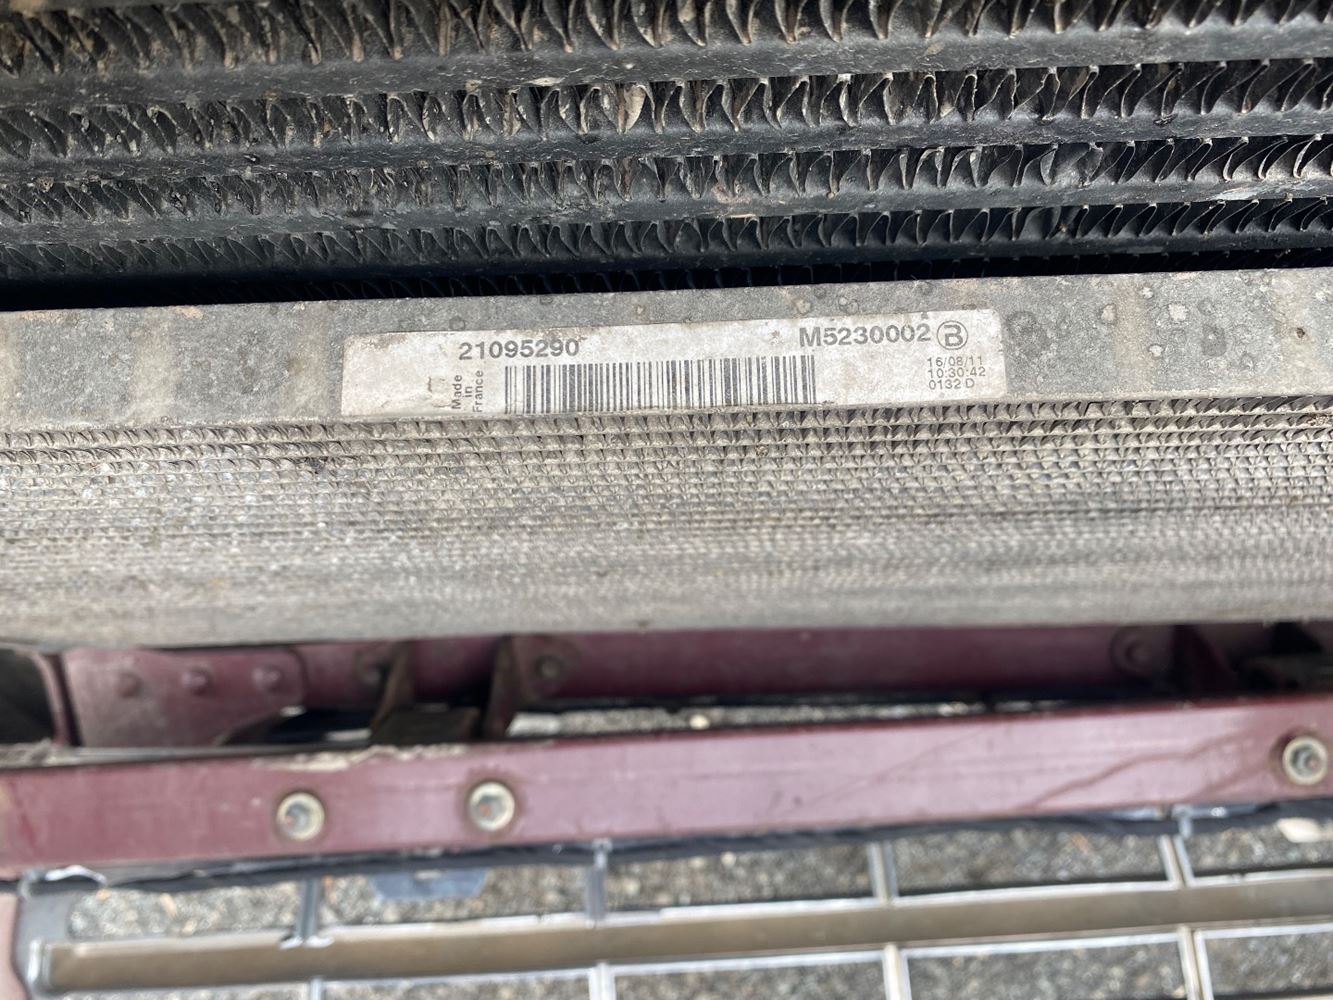 21095290
M5230002 B
Made
in
France
16/08/11
10:30:42
0132 D